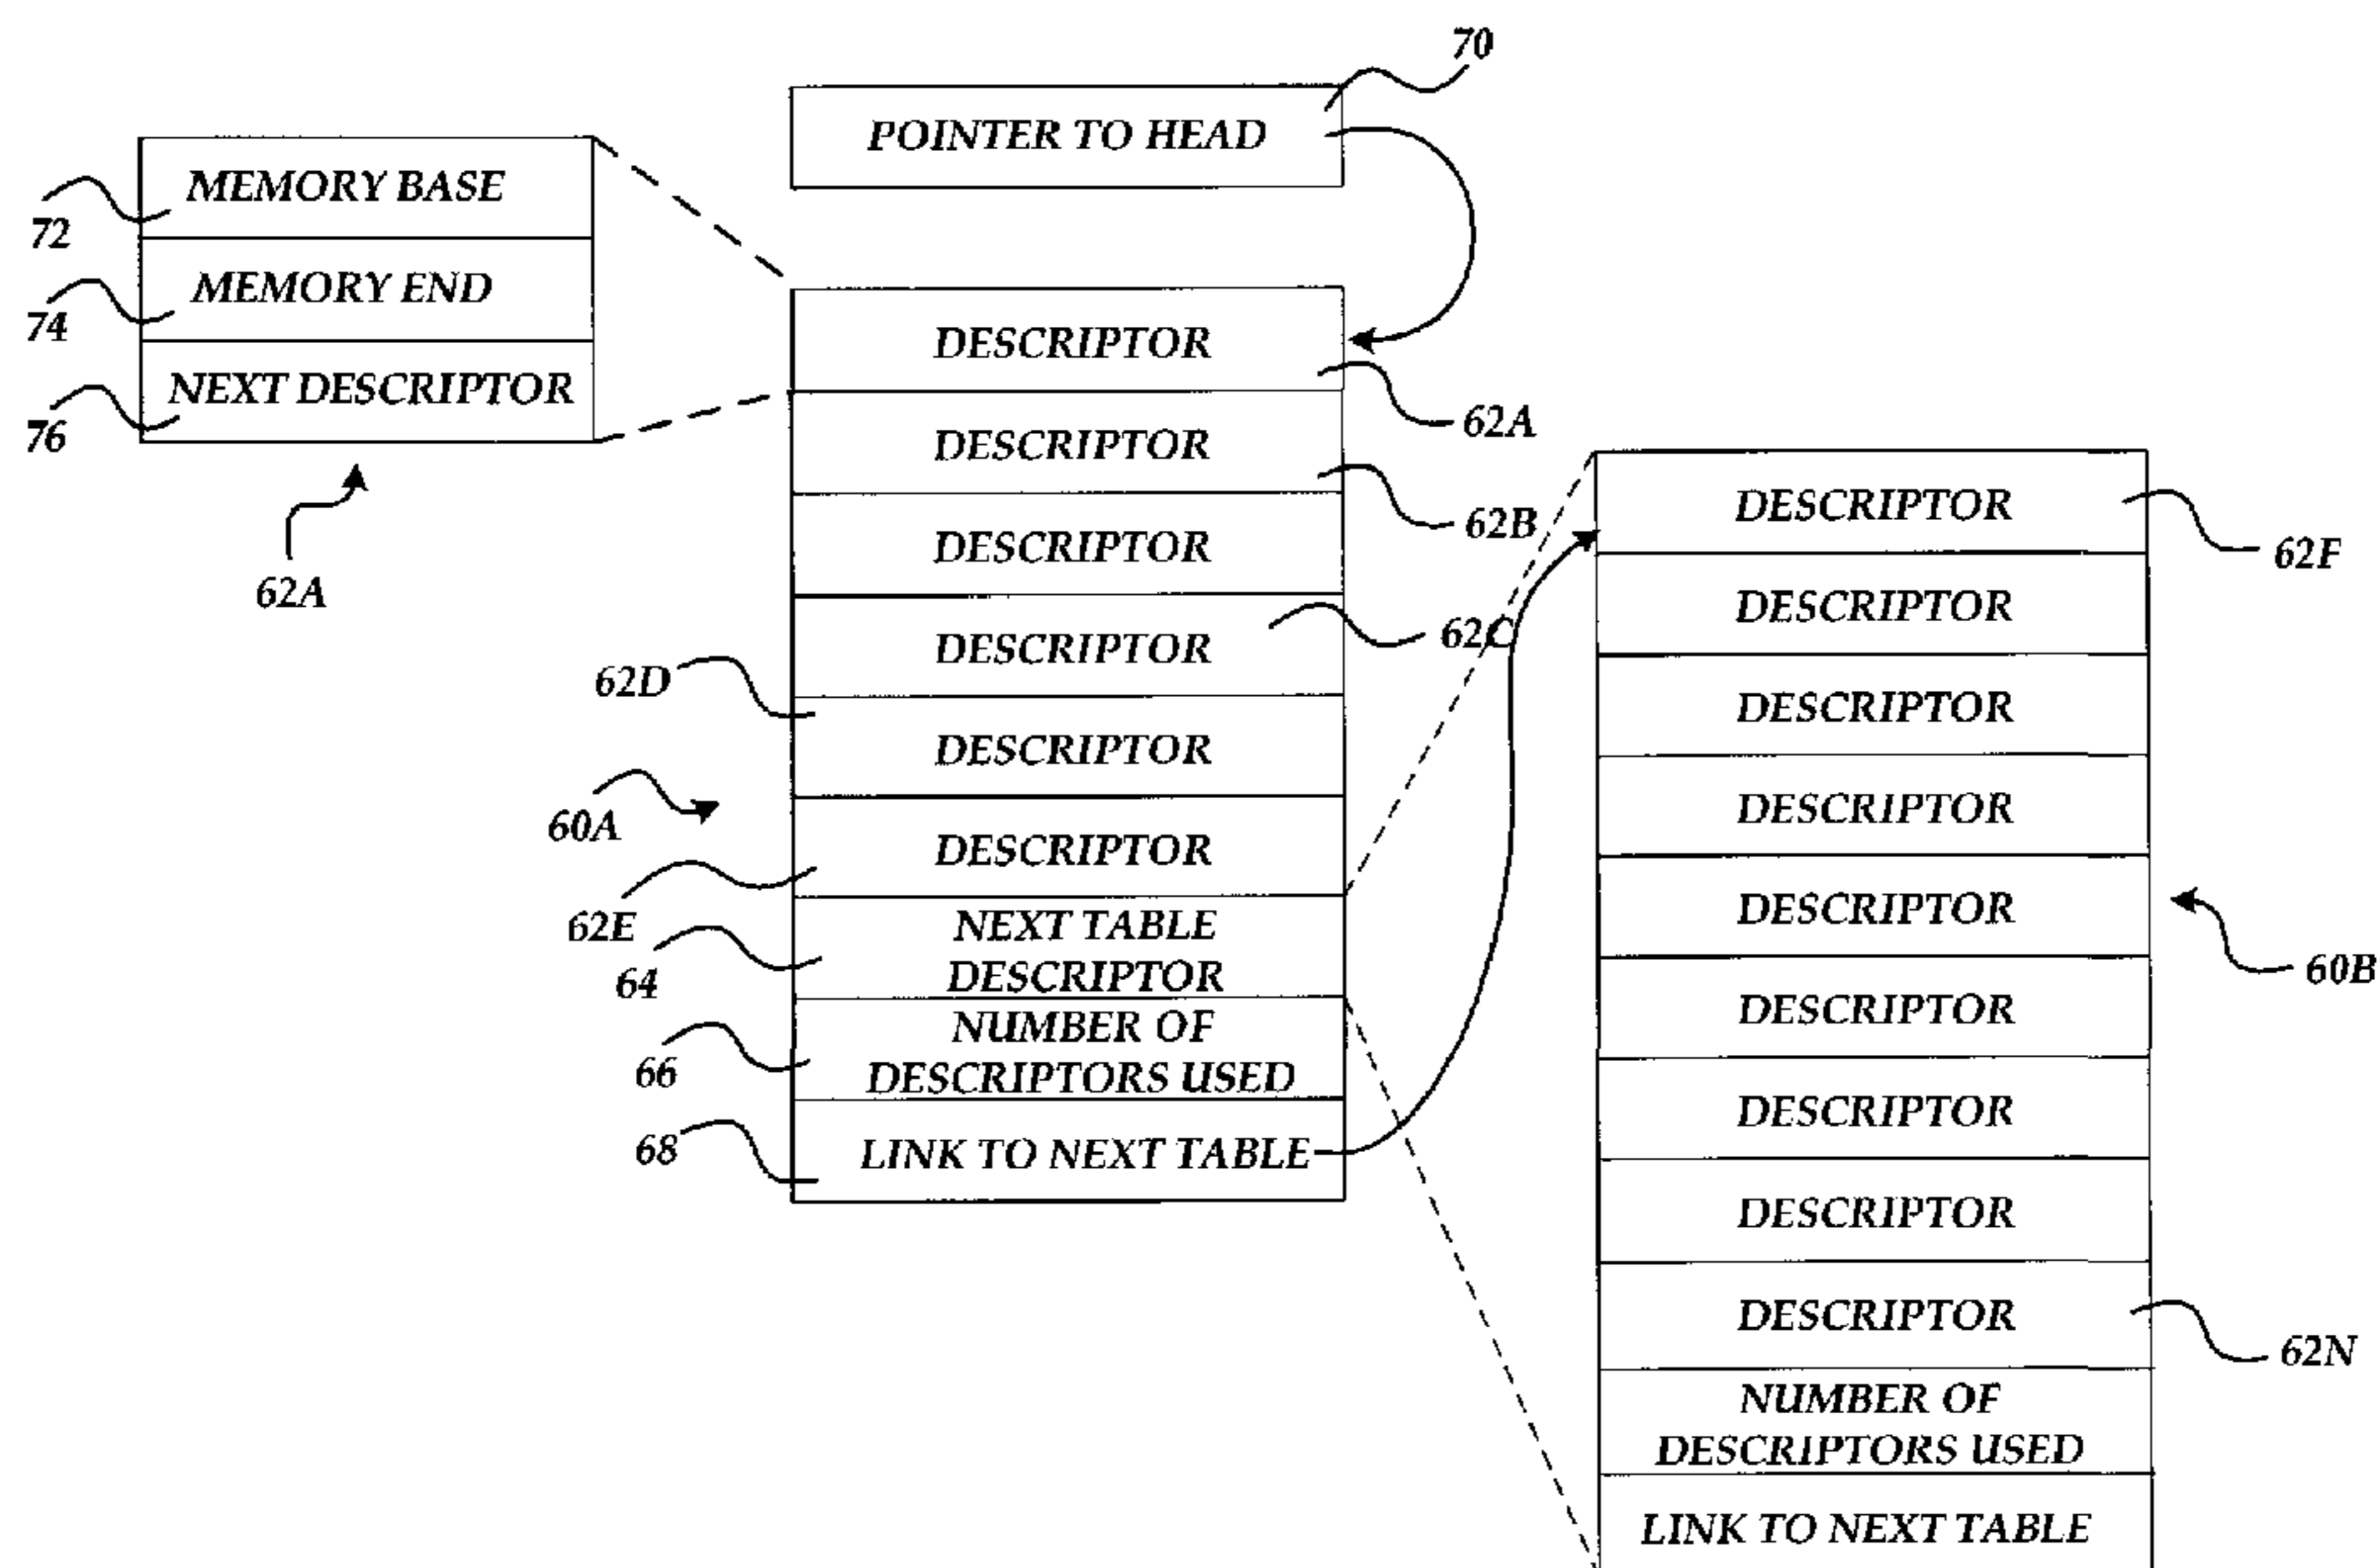 70
POINTER TO HEAD
MEMORY BASE
72
MEMORY END
74
NEXT DESCRIPTOR
76
62A
DESCRIPTOR
62A
DESCRIPTOR
62B
DESCRIPTOR
DESCRIPTOR
62C
62D
DESCRIPTOR
60A
DESCRIPTOR
62E
NEXT TABLE
DESCRIPTOR
64
NUMBER OF
DESCRIPTORS USED
66
LINK TO NEXT TABLE
68
DESCRIPTOR
62F
DESCRIPTOR
DESCRIPTOR
DESCRIPTOR
DESCRIPTOR
60B
DESCRIPTOR
DESCRIPTOR
DESCRIPTOR
DESCRIPTOR
62N
NUMBER OF
DESCRIPTORS USED
LINK TO NEXT TABLE